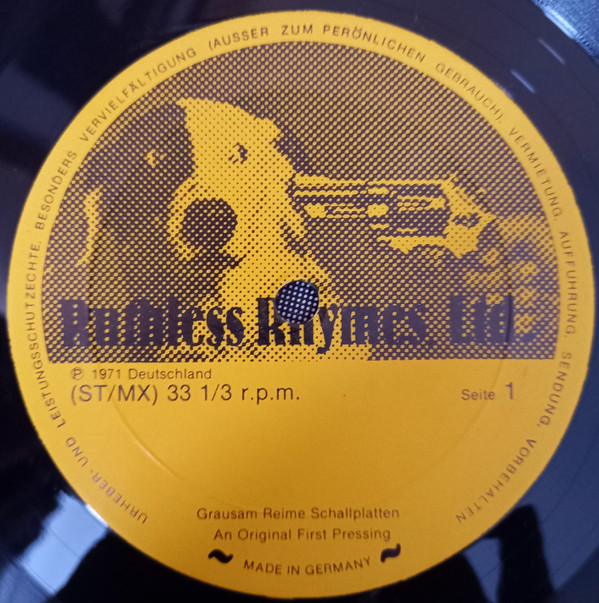 URHEBER- UND LEISTUNGSSCHUTZECHTE, BESONDERS VERVIELFÄLTIGUNG (AUSSER ZUM PERÖNLICHEN GEBRAUCH), VERMIETUNG, AUFFUHRUNG, SENDUNG, VORBEHALTEN
Ruthless Rhymes, Ltd.
℗ 1971 Deutschland
(ST/MX) 33 1/3 r.p.m.
Seite 1
Grausam Reime Schallplatten
An Original First Pressing
~ MADE IN GERMANY ~